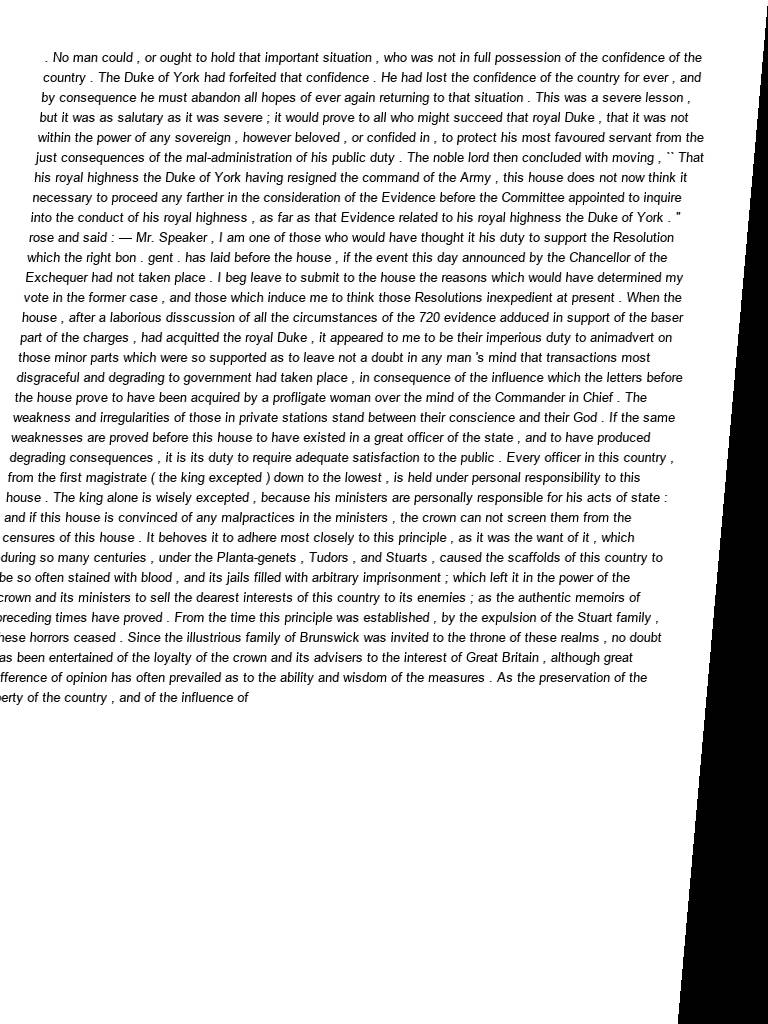 . No man could , or ought to hold that important situation , who was not in full possession of the confidence of the
country . The Duke of York had forfeited that confidence . He had lost the confidence of the country for ever , and
by consequence he must abandon all hopes of ever again returning to that situation . This was a severe lesson ,
but it was as salutary as it was severe ; it would prove to all who might succeed that royal Duke , that it was not
within the power of any sovereign , however beloved , or confided in , to protect his most favoured servant from the
just consequences of the mal-administration of his public duty . The noble lord then concluded with moving , `` That
his royal highness the Duke of York having resigned the command of the Army , this house does not now think it
necessary to proceed any farther in the consideration of the Evidence before the Committee appointed to inquire
into the conduct of his royal highness , as far as that Evidence related to his royal highness the Duke of York . "
rose and said : — Mr. Speaker , I am one of those who would have thought it his duty to support the Resolution
which the right bon . gent . has laid before the house , if the event this day announced by the Chancellor of the
Exchequer had not taken place . I beg leave to submit to the house the reasons which would have determined my
vote in the former case , and those which induce me to think those Resolutions inexpedient at present . When the
house , after a laborious disscussion of all the circumstances of the 720 evidence adduced in support of the baser
part of the charges , had acquitted the royal Duke , it appeared to me to be their imperious duty to animadvert on
those minor parts which were so supported as to leave not a doubt in any man 's mind that transactions most
disgraceful and degrading to government had taken place , in consequence of the influence which the letters before
the house prove to have been acquired by a profligate woman over the mind of the Commander in Chief . The
weakness and irregularities of those in private stations stand between their conscience and their God . If the same
weaknesses are proved before this house to have existed in a great officer of the state , and to have produced
degrading consequences , it is its duty to require adequate satisfaction to the public . Every officer in this country ,
from the first magistrate ( the king excepted ) down to the lowest , is held under personal responsibility to this
house . The king alone is wisely excepted , because his ministers are personally responsible for his acts of state :
and if this house is convinced of any malpractices in the ministers , the crown can not screen them from the
censures of this house . It behoves it to adhere most closely to this principle , as it was the want of it , which
during so many centuries , under the Planta-genets , Tudors , and Stuarts , caused the scaffolds of this country to
be so often stained with blood , and its jails filled with arbitrary imprisonment ; which left it in the power of the
crown and its ministers to sell the dearest interests of this country to its enemies ; as the authentic memoirs of
preceding times have proved . From the time this principle was established , by the expulsion of the Stuart family ,
these horrors ceased . Since the illustrious family of Brunswick was invited to the throne of these realms , no doubt
has been entertained of the loyalty of the crown and its advisers to the interest of Great Britain , although great
difference of opinion has often prevailed as to the ability and wisdom of the measures . As the preservation of the
of the country , and of the influence of